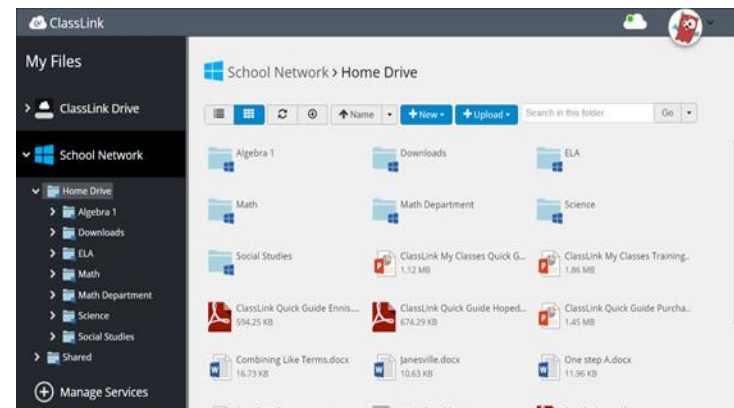 ClassLink
My Files
ClassLink Drive
School Network
Home Drive
Algebra 1
Downloads
ELA
Math
Math Department
Science
Social Studies
Shared
Manage Services
School Network > Home Drive
Name
New
Upload
Search in this folder
Go
Algebra 1
Downloads
ELA
Math
Math Department
Science
Social Studies
ClassLink My Classes Quick G...
1.12 MB
ClassLink My Classes Training..
1.86 MB
ClassLink Quick Guide Ennis....
594.25 KB
ClassLink Quick Guide Hoped...
674.29 KB
ClassLink Quick Guide Purcha..
1.45 MB
Combining Like Terms.docx
16.73 KB
Janesville.docx
10.63 KB
One step A.docx
11.96 KB